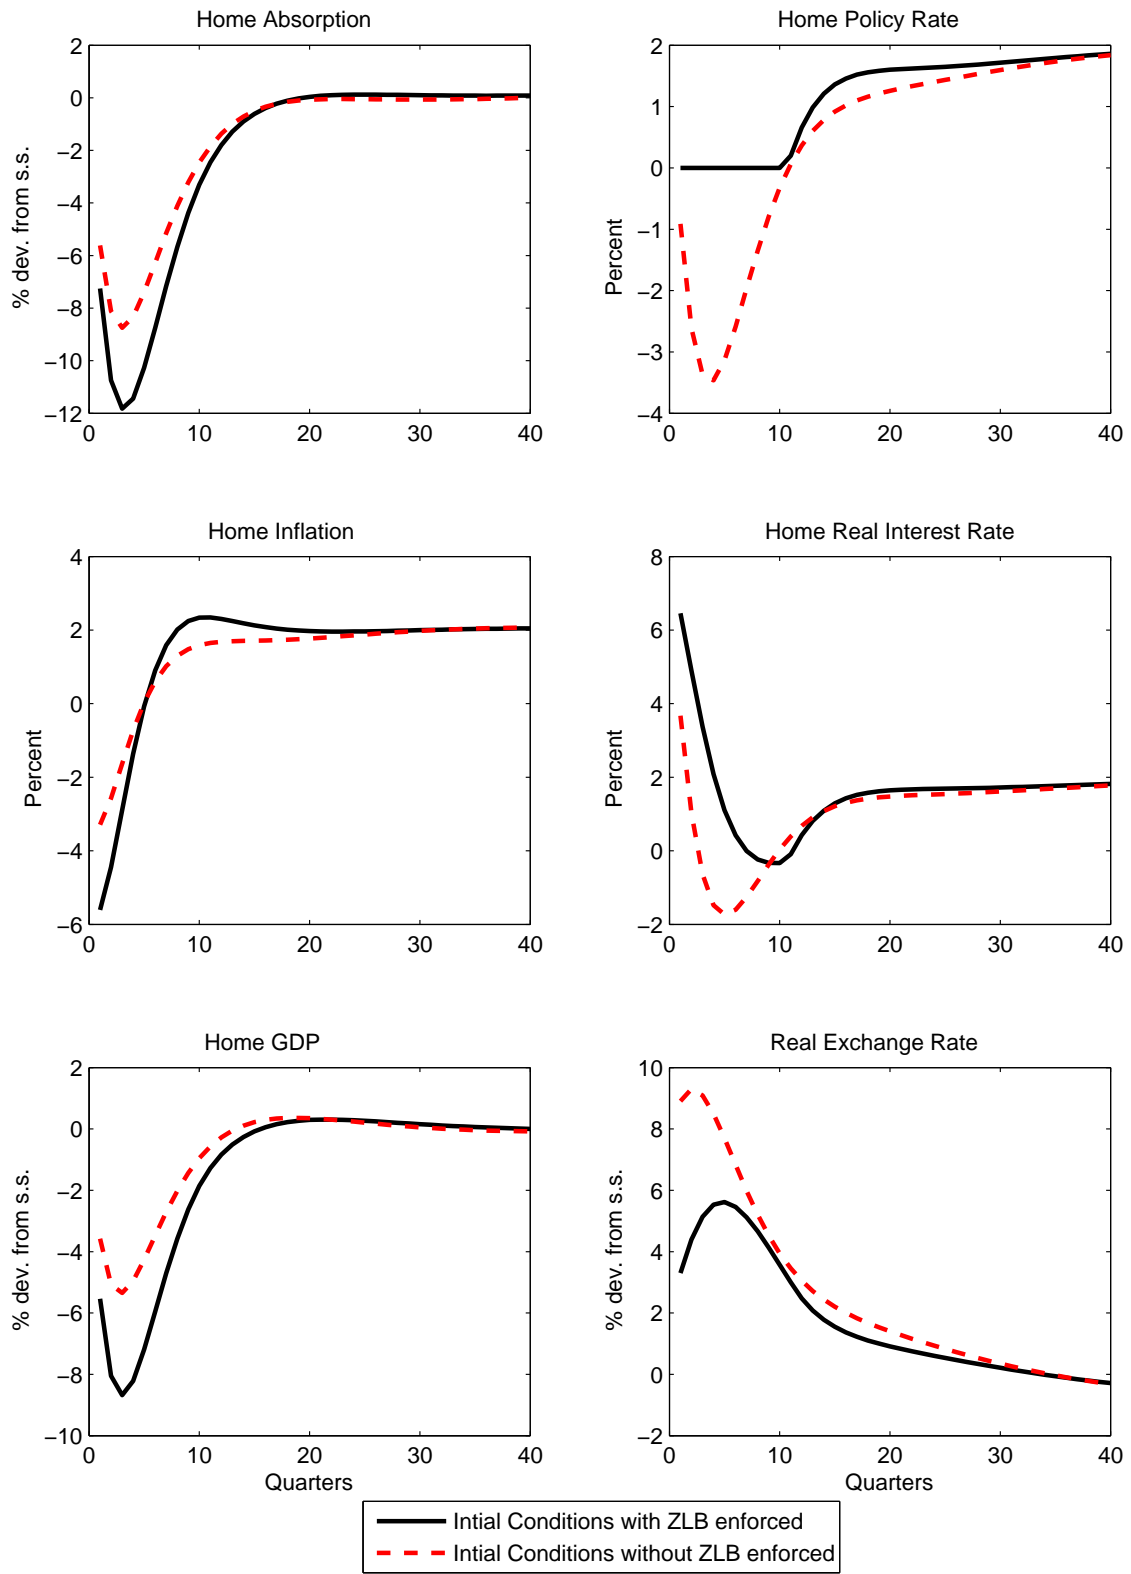 Home Absorption
% dev. from s.s.
2
0
−2
−4
−6
−8
−10
−12
0 10 20 30 40
Home Policy Rate
Percent
2
1
0
−1
−2
−3
−4
0 10 20 30 40
Home Inflation
Percent
4
2
0
−2
−4
−6
0 10 20 30 40
Home Real Interest Rate
Percent
8
6
4
2
0
−2
0 10 20 30 40
Home GDP
% dev. from s.s.
2
0
−2
−4
−6
−8
−10
0 10 20 30 40
Quarters
Real Exchange Rate
% dev. from s.s.
10
8
6
4
2
0
−2
0 10 20 30 40
Quarters
Intial Conditions with ZLB enforced
Intial Conditions without ZLB enforced